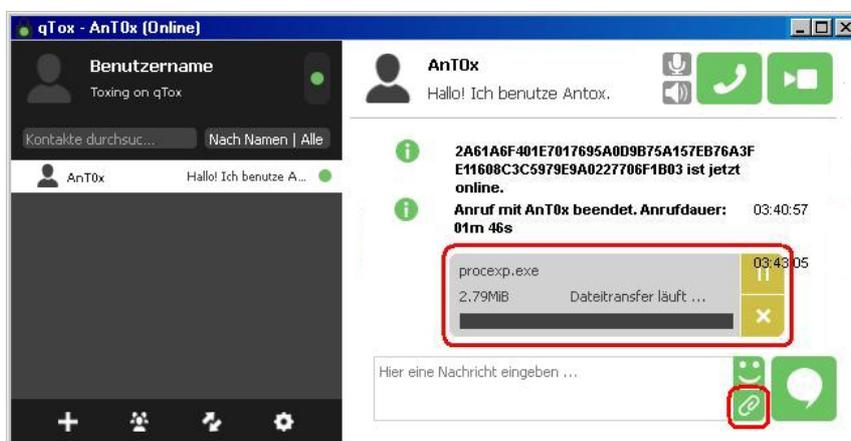 qTox - AnT0x (Online)
Benutzername
Toxing on qTox
Kontakte durchsuc...
Nach Namen | Alle
AnT0x
Hallo! Ich benutze A...
AnT0x
Hallo! Ich benutze Antox.
2A61A6F401E7017695A0D9B75A157EB76A3F
E11608C3C5979E9A0227706F1B03 ist jetzt
online.
Anruf mit AnT0x beendet. Anrufdauer: 03:40:57
01m 46s
03:43:05
procexp.exe
2.79MiB Dateitransfer läuft ...
Hier eine Nachricht eingeben ...